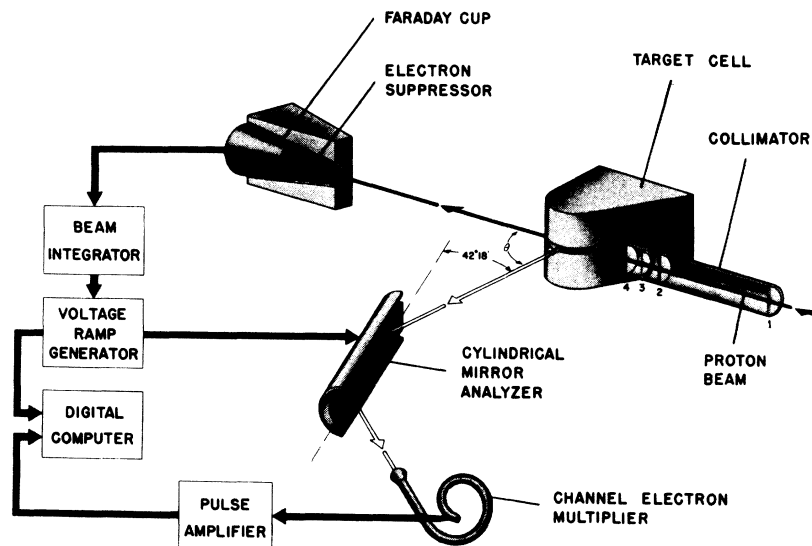 FARADAY CUP
ELECTRON
SUPPRESSOR
TARGET CELL
COLLIMATOR
BEAM
INTEGRATOR
θ
42°18'
4 3 2
1
VOLTAGE
RAMP
GENERATOR
PROTON
BEAM
CYLINDRICAL
MIRROR
ANALYZER
DIGITAL
COMPUTER
PULSE
AMPLIFIER
CHANNEL ELECTRON
MULTIPLIER